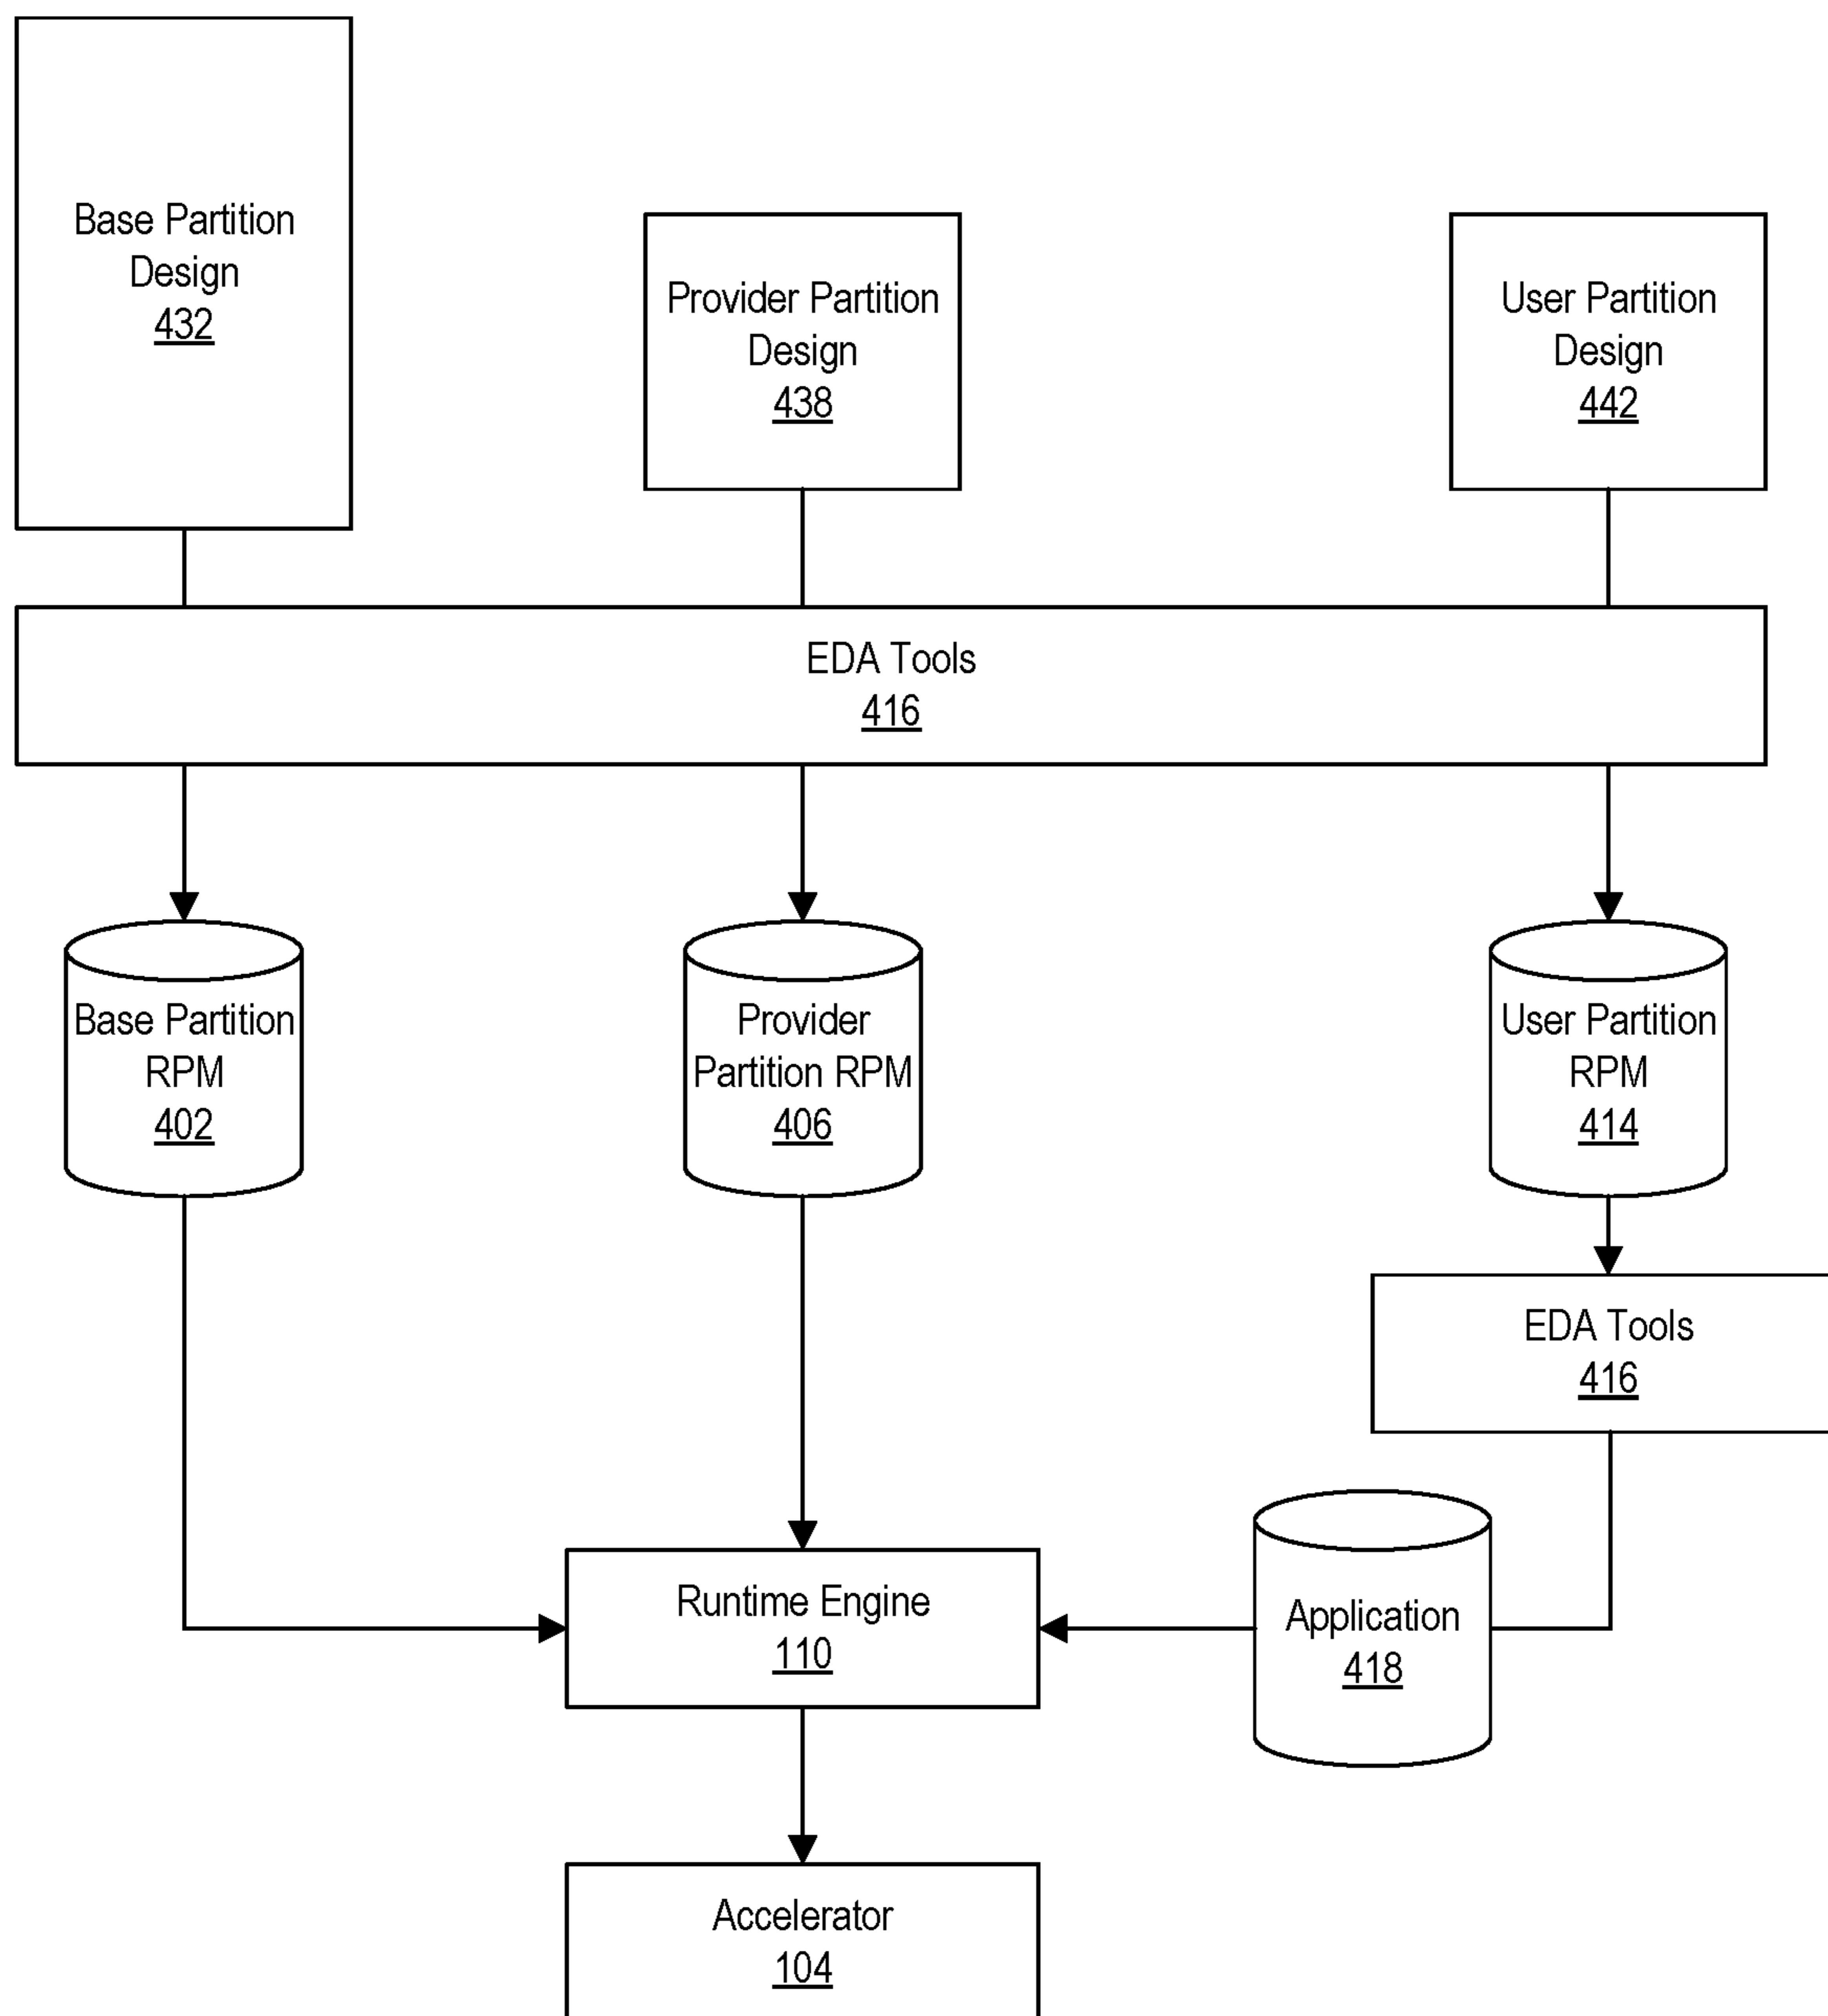 Base Partition
Design
432
Provider Partition
Design
438
User Partition
Design
442
EDA Tools
416
Base Partition
RPM
402
Provider
Partition RPM
406
User Partition
RPM
414
EDA Tools
416
Runtime Engine
110
Application
418
Accelerator
104